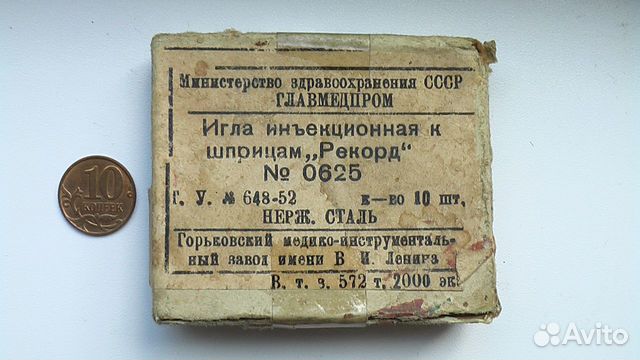 Министерство здравоохранения СССР
ГЛАВМЕДПРОМ
Игла инъекционная к
шприцам „Рекорд"
№ 0625
Т. У. № 648-52 к—во 10 шт,
НЕРЖ. СТАЛЬ
Горьковский медико-инструменталь-
ный завод имени В И. Ленина
В. т. з. 572 т. 2000 эк
10
КОПЕЕК
Avito